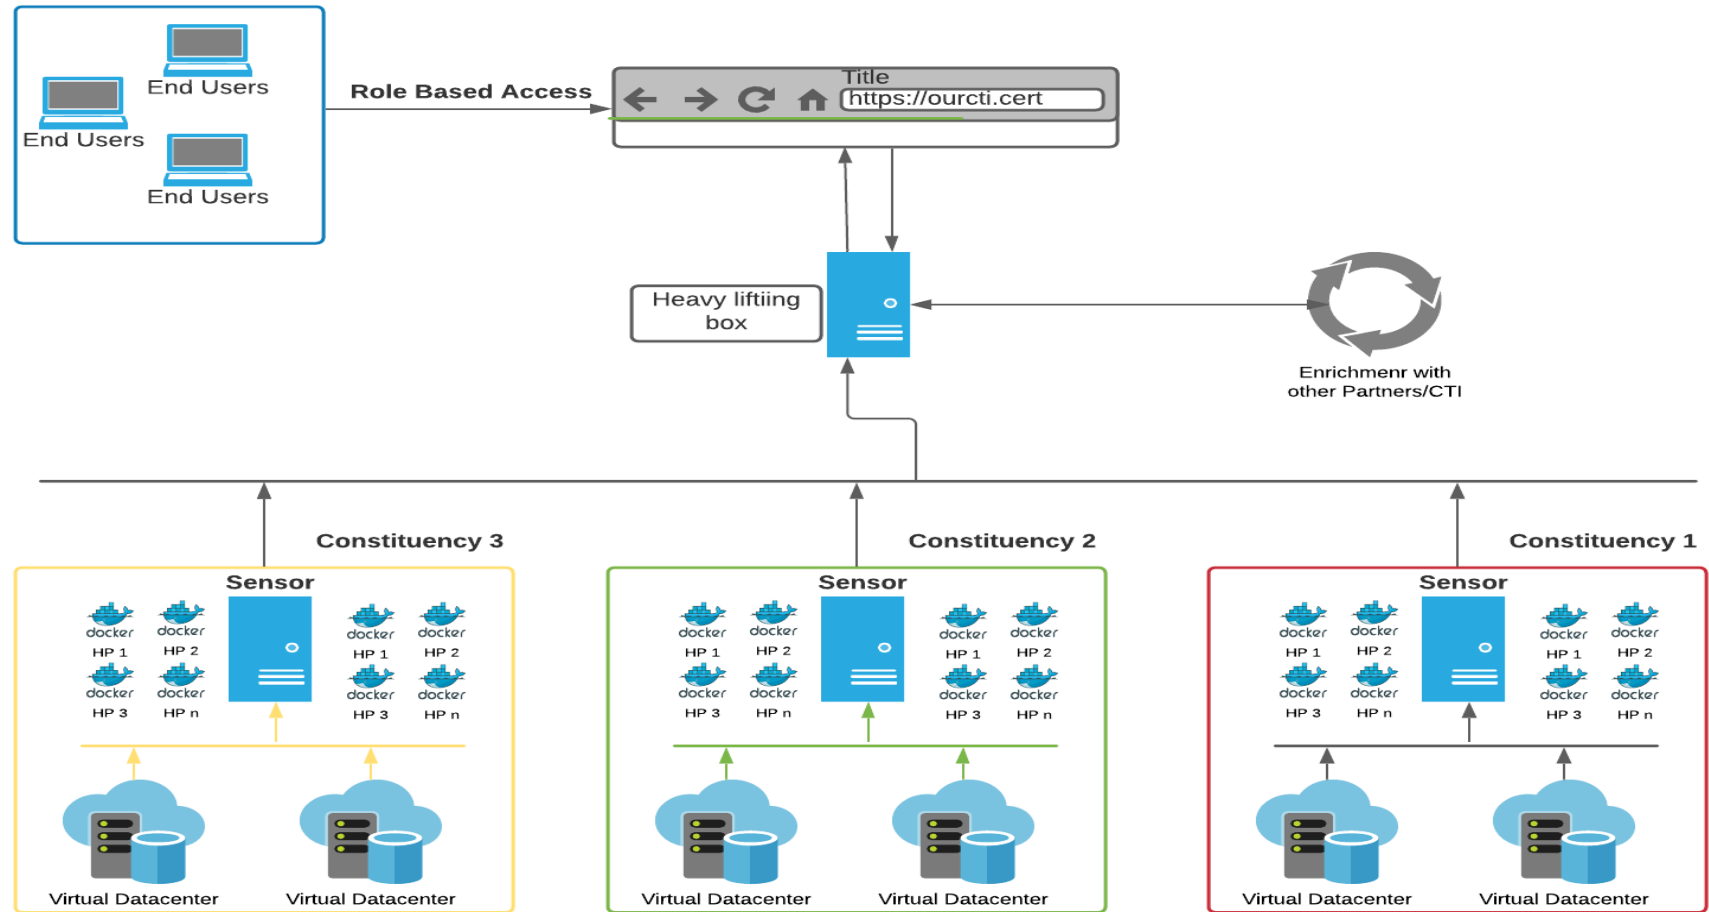 End Users
End Users
End Users
Role Based Access
Title
https://ourcti.cert
Heavy liftiing
box
Enrichmenr with
other Partners/CTI
Constituency 3
Sensor
docker
HP 1
docker
HP 2
docker
HP 3
docker
HP n
docker
HP 1
docker
HP 2
docker
HP 3
docker
HP n
Virtual Datacenter
Virtual Datacenter
Constituency 2
Sensor
docker
HP 1
docker
HP 2
docker
HP 3
docker
HP n
docker
HP 1
docker
HP 2
docker
HP 3
docker
HP n
Virtual Datacenter
Virtual Datacenter
Constituency 1
Sensor
docker
HP 1
docker
HP 2
docker
HP 3
docker
HP n
docker
HP 1
docker
HP 2
docker
HP 3
docker
HP n
Virtual Datacenter
Virtual Datacenter